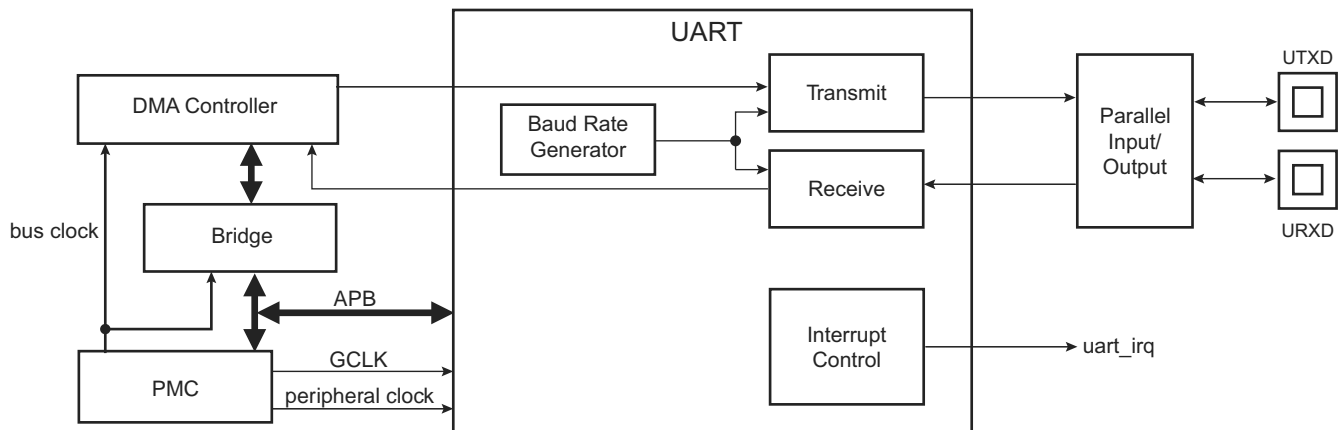 UART
DMA Controller
Transmit
UTXD
Baud Rate
Generator
Parallel
Input/
Output
Receive
bus clock
Bridge
URXD
APB
Interrupt
Control
uart_irq
GCLK
PMC
peripheral clock